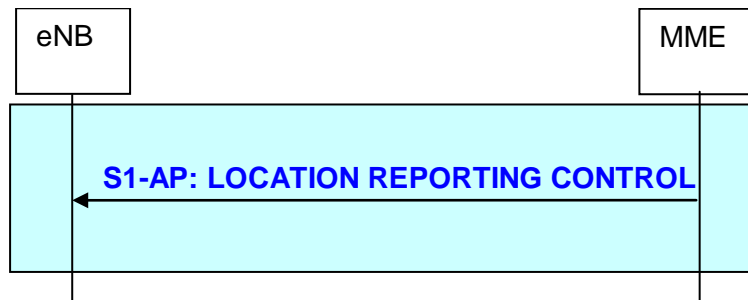 eNB
MME
S1-AP: LOCATION REPORTING CONTROL